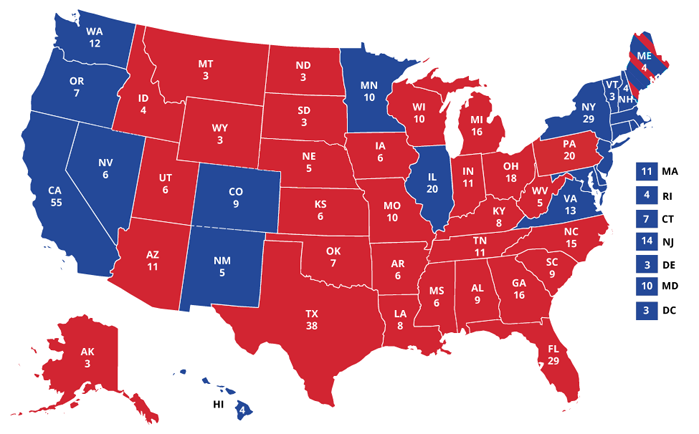 WA
12
OR
7
CA
55
NV
6
ID
4
MT
3
WY
3
UT
6
AZ
11
CO
9
NM
5
ND
3
SD
3
NE
5
KS
6
OK
7
TX
38
MN
10
IA
6
MO
10
AR
6
LA
8
WI
10
IL
20
MI
16
IN
11
OH
18
KY
8
TN
11
MS
6
AL
9
GA
16
FL
29
SC
9
NC
15
VA
13
WV
5
PA
20
NY
29
VT
3
4
NH
ME
4
11 MA
4 RI
7 CT
14 NJ
3 DE
10 MD
3 DC
AK
3
HI
4